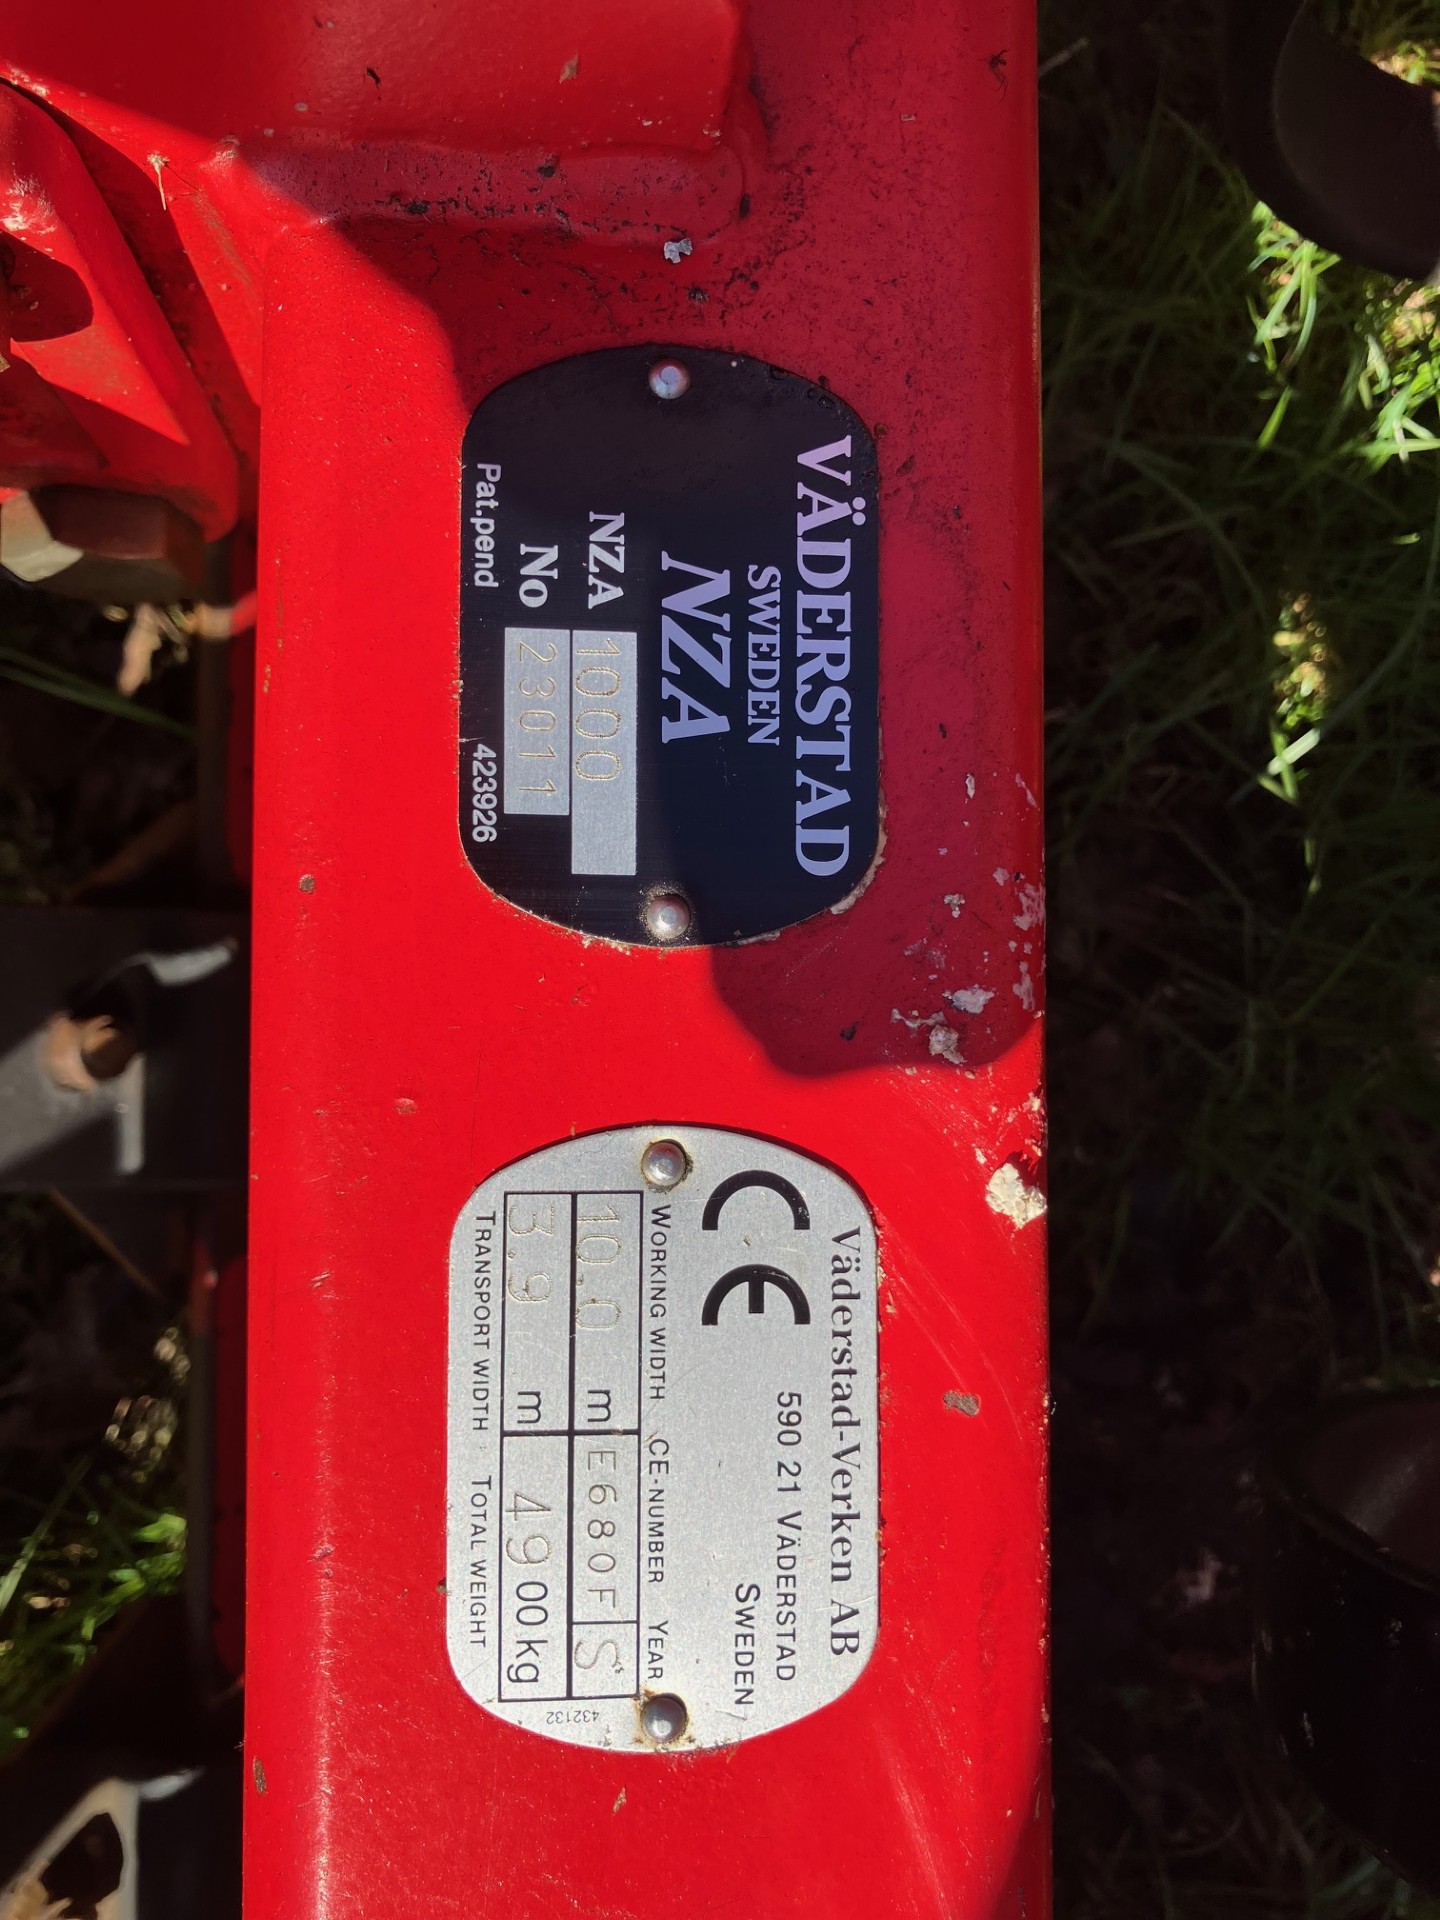 VÄDERSTAD
SWEDEN
NZA
NZA 1000
No 23011
Pat.pend 423926
Väderstad-Verken AB
590 21 VÄDERSTAD
SWEDEN
CE
WORKING WIDTH CE-NUMBER YEAR
10.0 m E680F S
3.9 m 4900 kg
TRANSPORT WIDTH TOTAL WEIGHT
432132